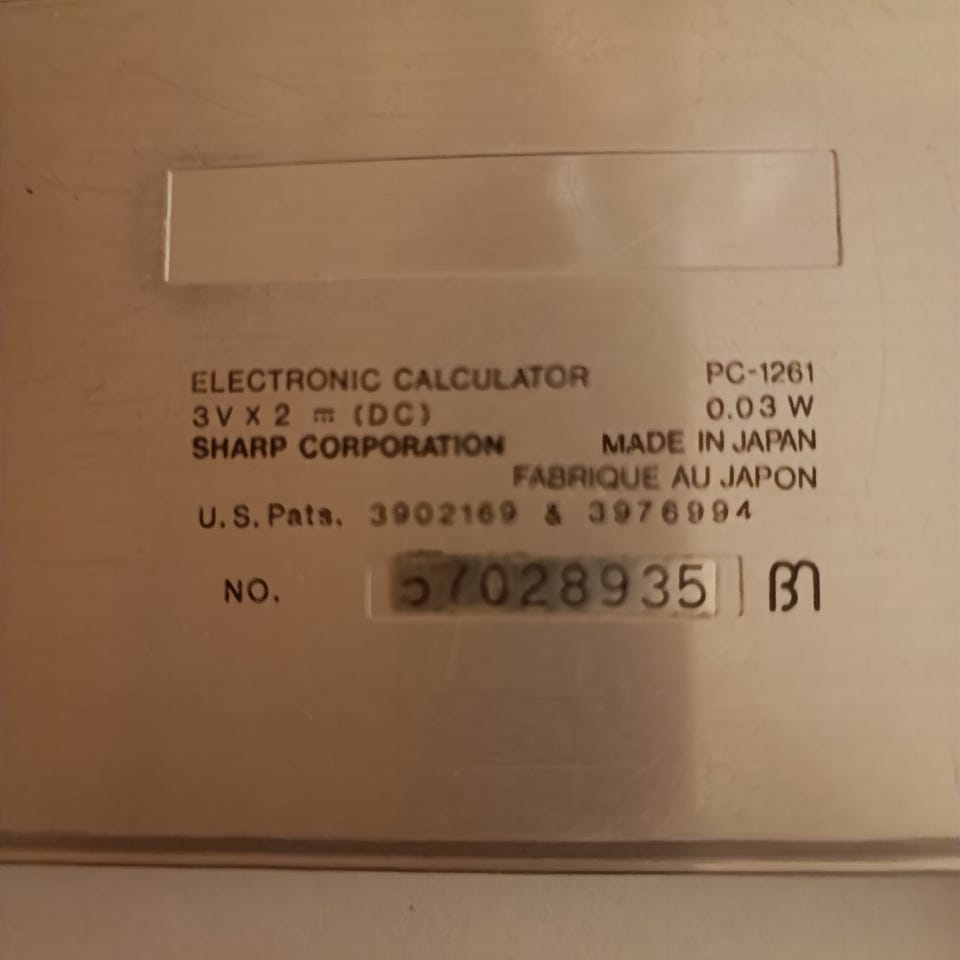 ELECTRONIC CALCULATOR PC-1261
3V X 2 ⎓ (DC) 0.03 W
SHARP CORPORATION MADE IN JAPAN
FABRIQUE AU JAPON
U.S. Pats. 3902169 & 3976994
NO. 57028935